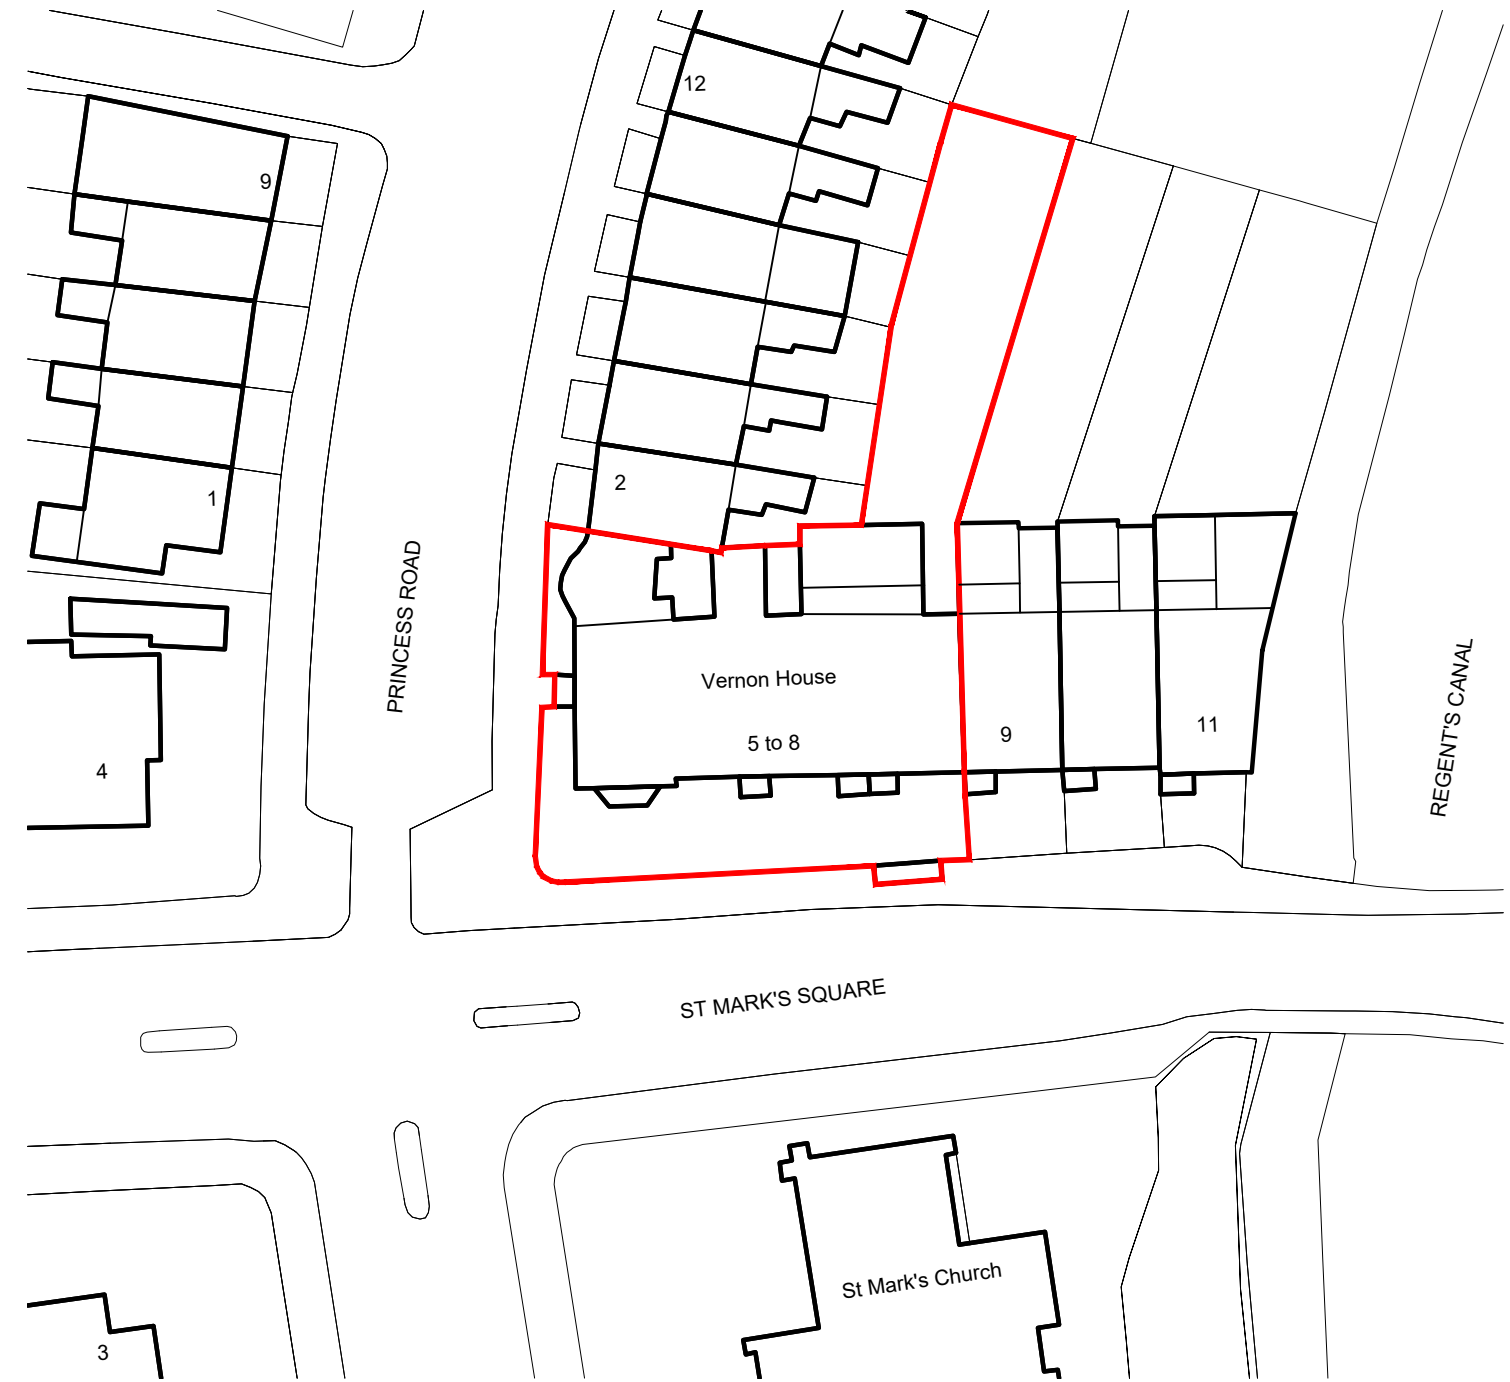 12
9
2
1
PRINCESS ROAD
Vernon House
5 to 8
9
11
REGENT'S CANAL
4
ST MARK'S SQUARE
St Mark's Church
3